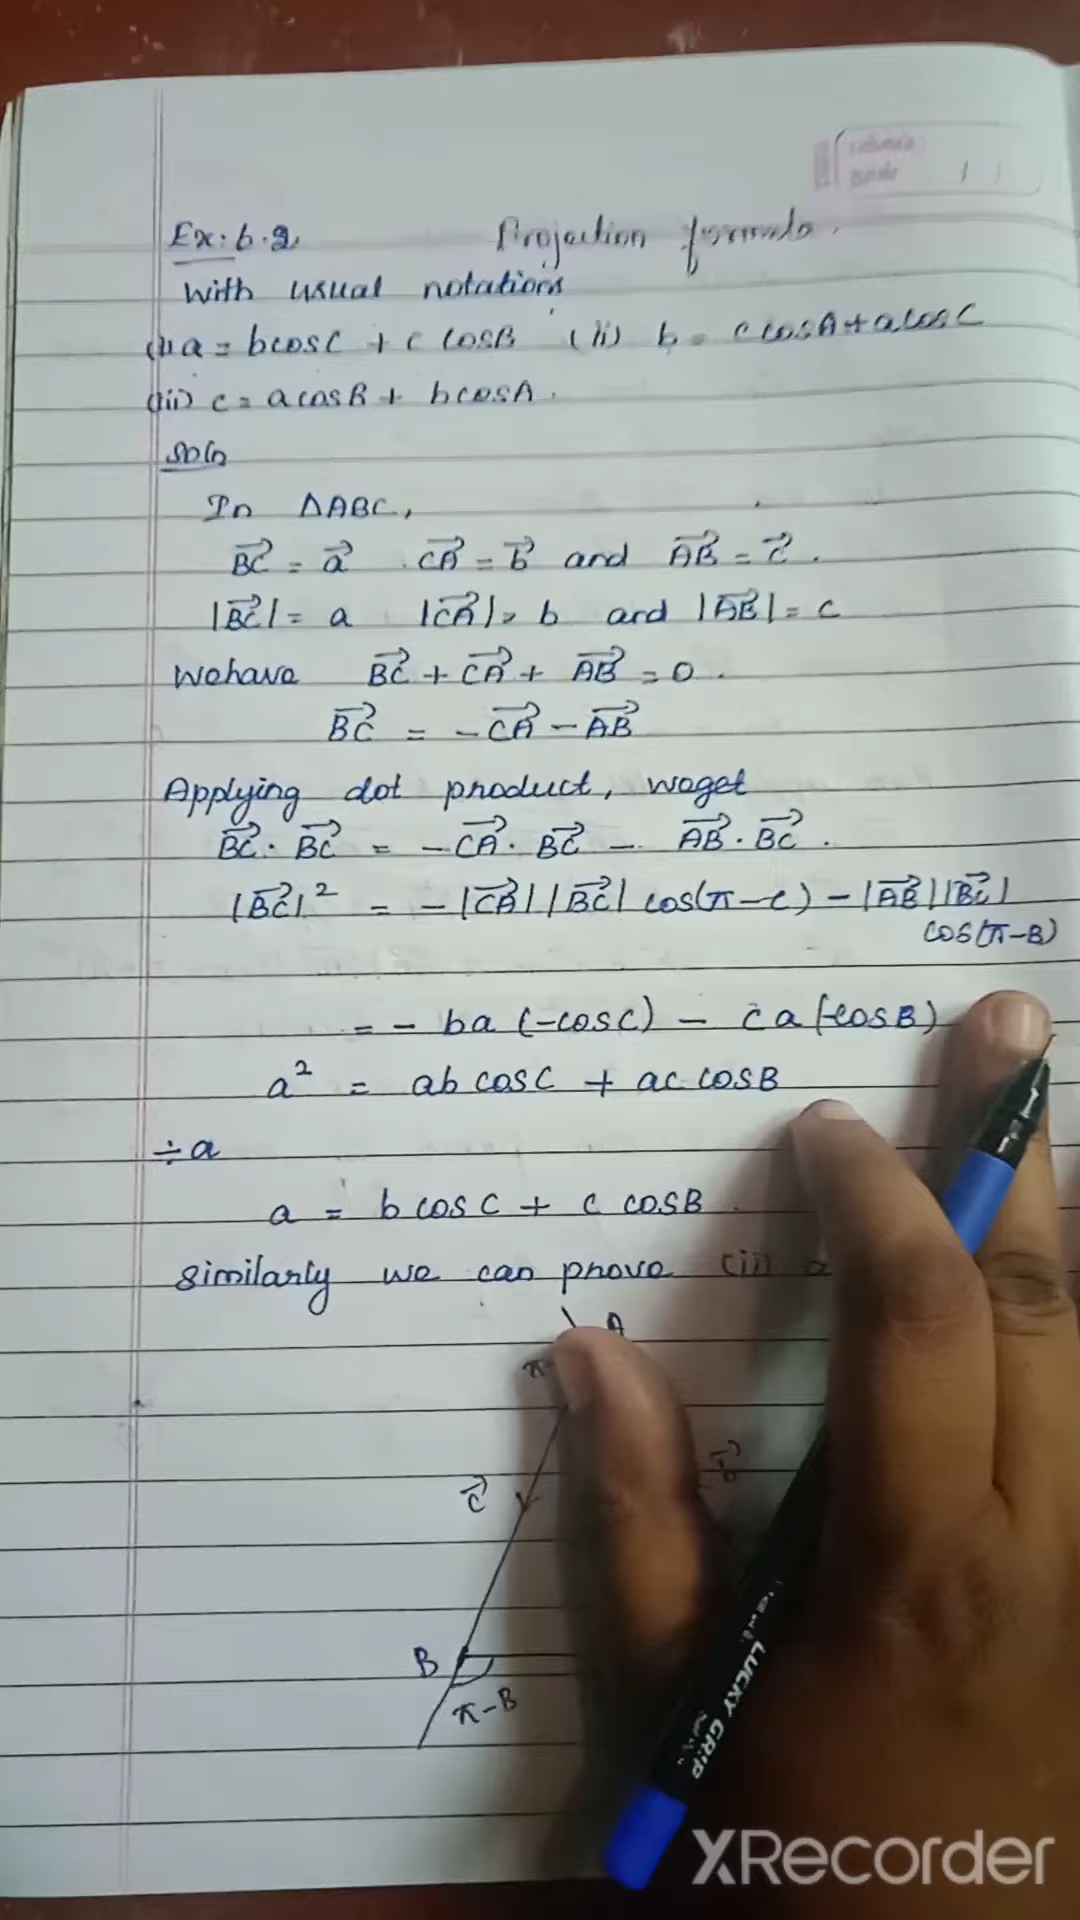 Ex: 6.2 Projection formula.
With usual notations
(i) a = bcosC + c cosB (ii) b = c cosA + a cosC
(iii) c = a cosB + b cosA.
Soln
In ΔABC,
BC⃗ = a⃗ CA⃗ = b⃗ and AB⃗ = c⃗.
|BC⃗| = a |CA⃗| = b and |AB⃗| = c
We have BC⃗ + CA⃗ + AB⃗ = 0.
BC⃗ = -CA⃗ - AB⃗
Applying dot product, we get
BC⃗ · BC⃗ = -CA⃗ · BC⃗ - AB⃗ · BC⃗.
|BC⃗|² = -|CA⃗| |BC⃗| cos(π-C) - |AB⃗| |BC⃗|
cos(π-B)
= - ba (-cosC) - ca (-cosB)
a² = ab cosC + ac cosB
÷a
a = b cosC + c cosB.
Similarly we can prove (ii)
A
π-
c⃗ b⃗
B
π-B
LUCKY GRIP
XRecorder